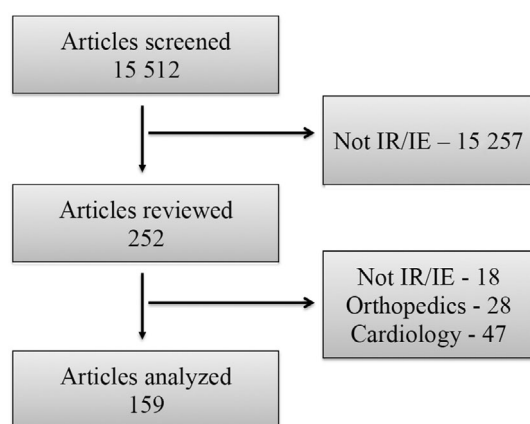 Articles screened
15 512
Not IR/IE – 15 257
Articles reviewed
252
Not IR/IE - 18
Orthopedics - 28
Cardiology - 47
Articles analyzed
159